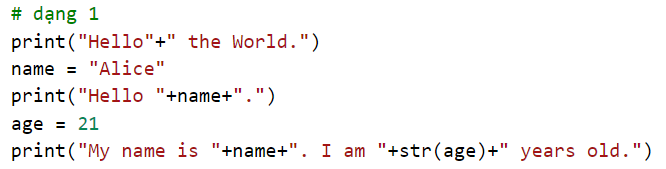 # dạng 1
print("Hello"+" the World.")
name = "Alice"
print("Hello "+name+".")
age = 21
print("My name is "+name+". I am "+str(age)+" years old.")